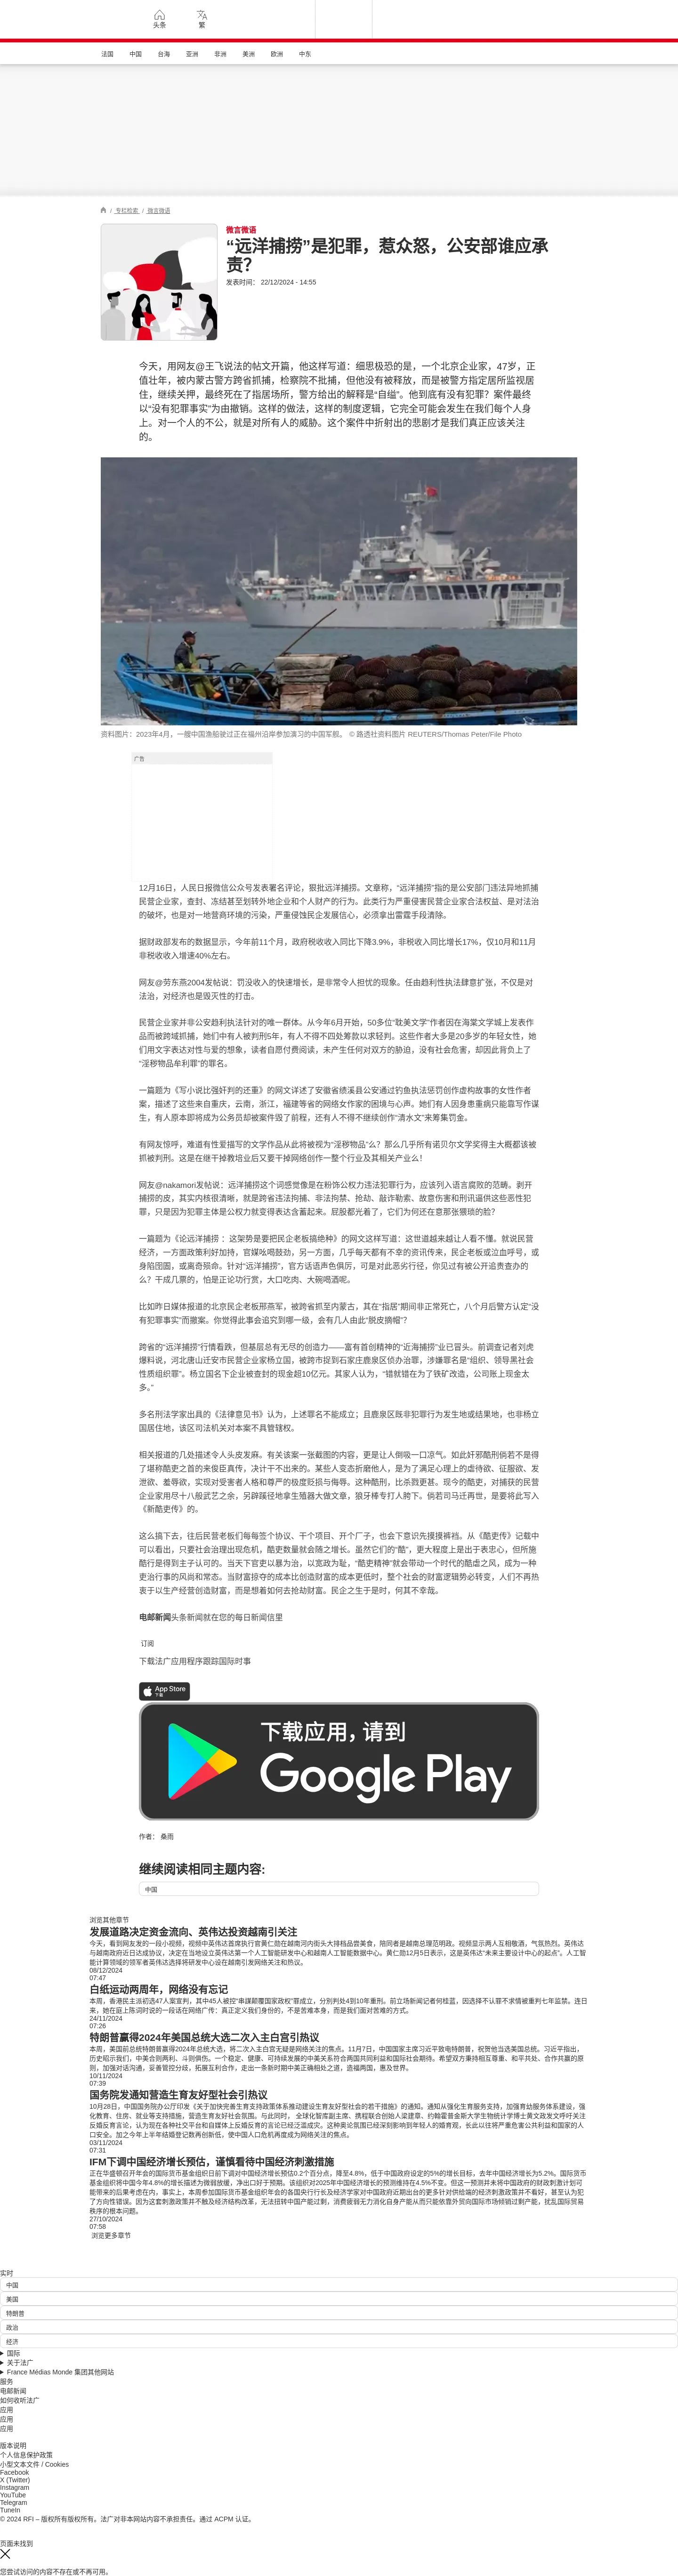 头条
繁
法国 中国 台海 亚洲 非洲 美洲 欧洲 中东
/ 专栏检索 / 微言微语
微言微语
“远洋捕捞”是犯罪，惹众怒，公安部谁应承
责？
发表时间： 22/12/2024 - 14:55
今天，用网友@王飞说法的帖文开篇，他这样写道：细思极恐的是，一个北京企业家，47岁，正
值壮年，被内蒙古警方跨省抓捕，检察院不批捕，但他没有被释放，而是被警方指定居所监视居
住，继续关押，最终死在了指居场所，警方给出的解释是“自缢”。他到底有没有犯罪？案件最终
以“没有犯罪事实”为由撤销。这样的做法，这样的制度逻辑，它完全可能会发生在我们每个人身
上。对一个人的不公，就是对所有人的威胁。这个案件中折射出的悲剧才是我们真正应该关注
的。
资料图片：2023年4月，一艘中国渔船驶过正在福州沿岸参加演习的中国军舰。 © 路透社资料图片 REUTERS/Thomas Peter/File Photo
广告
12月16日，人民日报微信公众号发表署名评论，狠批远洋捕捞。文章称，“远洋捕捞”指的是公安部门违法异地抓捕
民营企业家，查封、冻结甚至划转外地企业和个人财产的行为。此类行为严重侵害民营企业家合法权益、是对法治
的破坏，也是对一地营商环境的污染，严重侵蚀民企发展信心，必须拿出雷霆手段清除。
据财政部发布的数据显示，今年前11个月，政府税收收入同比下降3.9%，非税收入同比增长17%，仅10月和11月
非税收收入增速40%左右。
网友@劳东燕2004发帖说：罚没收入的快速增长，是非常令人担忧的现象。任由趋利性执法肆意扩张，不仅是对
法治，对经济也是毁灭性的打击。
民营企业家并非公安趋利执法针对的唯一群体。从今年6月开始，50多位“耽美文学”作者因在海棠文学城上发表作
品而被跨域抓捕，她们中有人被判刑5年，有人不得不四处筹款以求轻判。这些作者大多是20多岁的年轻女性，她
们用文字表达对性与爱的想象，读者自愿付费阅读，未产生任何对双方的胁迫，没有社会危害，却因此背负上了
“淫秽物品牟利罪”的罪名。
一篇题为《写小说比强奸判的还重》的网文详述了安徽省绩溪县公安通过钓鱼执法惩罚创作虚构故事的女性作者
案，描述了这些来自重庆，云南，浙江，福建等省的网络女作家的困境与心声。她们有人因身患重病只能靠写作谋
生，有人原本即将成为公务员却被案件毁了前程，还有人不得不继续创作“清水文”来筹集罚金。
有网友惊呼，难道有性爱描写的文学作品从此将被视为“淫秽物品”么？那么几乎所有诺贝尔文学奖得主大概都该被
抓被判刑。这是在继干掉教培业后又要干掉网络创作一整个行业及其相关产业么！
网友@nakamori发帖说：远洋捕捞这个词感觉像是在粉饰公权力违法犯罪行为，应该列入语言腐败的范畴。剥开
捕捞的皮，其实内核很清晰，就是跨省违法拘捕、非法拘禁、抢劫、敲诈勒索、故意伤害和刑讯逼供这些恶性犯
罪，只是因为犯罪主体是公权力就变得表达含蓄起来。屁股都光着了，它们为何还在意那张猥琐的脸？
一篇题为《论远洋捕捞 ：这架势是要把民企老板搞绝种》的网文这样写道：这世道越来越让人看不懂。就说民营
经济，一方面政策利好加持，官媒吆喝鼓劲，另一方面，几乎每天都有不幸的资讯传来，民企老板或泣血呼号，或
身陷囹圄，或离奇殒命。针对“远洋捕捞”，官方话语声色俱厉，可是对此恶劣行径，你见过有被公开追责查办的
么？干成几票的，怕是正论功行赏，大口吃肉、大碗喝酒呢。
比如昨日媒体报道的北京民企老板邢燕军，被跨省抓至内蒙古，其在“指居”期间非正常死亡，八个月后警方认定“没
有犯罪事实”而撤案。你觉得此事会追究到哪一级，会有几人由此“脱皮摘帽”？
跨省的“远洋捕捞”行情看跌，但基层总有无尽的创造力——富有首创精神的“近海捕捞”业已冒头。前调查记者刘虎
爆料说，河北唐山迁安市民营企业家杨立国，被跨市捉到石家庄鹿泉区侦办治罪，涉嫌罪名是“组织、领导黑社会
性质组织罪”。杨立国名下企业被查封的现金超10亿元。其家人认为，“错就错在为了铁矿改造，公司账上现金太
多。”
多名刑法学家出具的《法律意见书》认为，上述罪名不能成立；且鹿泉区既非犯罪行为发生地或结果地，也非杨立
国居住地，该区司法机关对本案不具管辖权。
相关报道的几处描述令人头皮发麻。有关该案一张截图的内容，更是让人倒吸一口凉气。如此奸邪酷刑倘若不是得
了堪称酷吏之首的来俊臣真传，决计干不出来的。某些人变态折磨他人，是为了满足心理上的虐待欲、征服欲、发
泄欲、羞辱欲，实现对受害者人格和尊严的极度贬损与侮辱。这种酷刑，比杀戮更甚。现今的酷吏，对捕获的民营
企业家用尽十八般武艺之余，另辟蹊径地拿生殖器大做文章，狼牙棒专打人胯下。倘若司马迁再世，是要将此写入
《新酷吏传》的。
这么搞下去，往后民营老板们每每签个协议、干个项目、开个厂子，也会下意识先摸摸裤裆。从《酷吏传》记载中
可以看出，只要社会治理出现危机，酷吏数量就会随之增长。虽然它们的“酷”，更大程度上是出于表忠心，但所施
酷行是得到主子认可的。当天下官吏以暴为治，以宽政为耻，“酷吏精神”就会带动一个时代的酷虐之风，成为一种
吏治行事的风尚和常态。当财富掠夺的成本比创造财富的成本更低时，整个社会的财富逻辑势必转变，人们不再热
衷于以生产经营创造财富，而是想着如何去抢劫财富。民企之生于是时，何其不幸哉。
电邮新闻头条新闻就在您的每日新闻信里
订阅
下载法广应用程序跟踪国际时事
App Store
下载
下载应用，请到
Google Play
作者： 桑雨
继续阅读相同主题内容:
中国
浏览其他章节
发展道路决定资金流向、英伟达投资越南引关注
今天，看到网友发的一段小视频，视频中英伟达首席执行官黄仁勋在越南河内街头大排档品尝美食，陪同者是越南总理范明政。视频显示两人互相敬酒，气氛热烈。英伟达
与越南政府近日达成协议，决定在当地设立英伟达第一个人工智能研发中心和越南人工智能数据中心。黄仁勋12月5日表示，这是英伟达“未来主要设计中心的起点”。人工智
能计算领域的领军者英伟达选择将研发中心设在越南引发网络关注和热议。
08/12/2024
07:47
白纸运动两周年，网络没有忘记
本周，香港民主派初选47人案宣判，其中45人被控“串謀顛覆国家政权”罪成立，分别判处4到10年重刑。前立场新闻记者何桂蓝，因选择不认罪不求情被重判七年监禁。连日
来，她在庭上陈词时说的一段话在网络广传：真正定义我们身份的，不是苦难本身，而是我们面对苦难的方式。
24/11/2024
07:26
特朗普赢得2024年美国总统大选二次入主白宫引热议
本周，美国前总统特朗普赢得2024年总统大选，将二次入主白宫无疑是网络关注的焦点。11月7日，中国国家主席习近平致电特朗普，祝贺他当选美国总统。习近平指出，
历史昭示我们，中美合则两利、斗则俱伤。一个稳定、健康、可持续发展的中美关系符合两国共同利益和国际社会期待。希望双方秉持相互尊重、和平共处、合作共赢的原
则，加强对话沟通，妥善管控分歧，拓展互利合作，走出一条新时期中美正确相处之道，造福两国，惠及世界。
10/11/2024
07:39
国务院发通知营造生育友好型社会引热议
10月28日，中国国务院办公厅印发《关于加快完善生育支持政策体系推动建设生育友好型社会的若干措施》的通知。通知从强化生育服务支持，加强育幼服务体系建设，强
化教育、住房、就业等支持措施，营造生育友好社会氛围。与此同时， 全球化智库副主席、携程联合创始人梁建章、约翰霍普金斯大学生物统计学博士黄文政发文呼吁关注
反婚反育的言论，认为现在各种社交平台和自媒体上反婚反育的言论已经泛滥成灾。这种奥论氛围已经深刻影响到年轻人的婚育观，长此以往将严重危害公共利益和国家的人
口安全。加之今年上半年结婚登记数再创新低，使中国人口危机再度成为网络关注的焦点。
03/11/2024
07:31
IFM下调中国经济增长预估，谨慎看待中国经济刺激措施
正在华盛顿召开年会的国际货币基金组织日前下调对中国经济增长预估0.2个百分点，降至4.8%，低于中国政府设定的5%的增长目标，去年中国经济增长为5.2%。国际货币
基金组织将中国今年4.8%的增长描述为微弱放缓，净出口好于预期。该组织对2025年中国经济增长的预测维持在4.5%不变。但这一预测并未将中国政府的财政刺激计划可
能带来的后果考虑在内，事实上，本周参加国际货币基金组织年会的各国央行行长及经济学家对中国政府近期出台的更多针对供给端的经济刺激政策并不看好，甚至认为犯
了方向性错误。因为这套刺激政策并不触及经济结构改革，无法扭转中国产能过剩，消费疲弱无力消化自身产能从而只能依靠外贸向国际市场倾销过剩产能，扰乱国际贸易
秩序的根本问题。
27/10/2024
07:58
浏览更多章节
实时
中国
美国
特朗普
政治
经济
国际
关于法广
France Médias Monde 集团其他网站
服务
电邮新闻
如何收听法广
应用
应用
应用
版本说明
个人信息保护政策
小型文本文件 / Cookies
Facebook
X (Twitter)
Instagram
YouTube
Telegram
TuneIn
© 2024 RFI – 版权所有版权所有。法广对非本网站内容不承担责任。通过 ACPM 认证。
页面未找到
您尝试访问的内容不存在或不再可用。